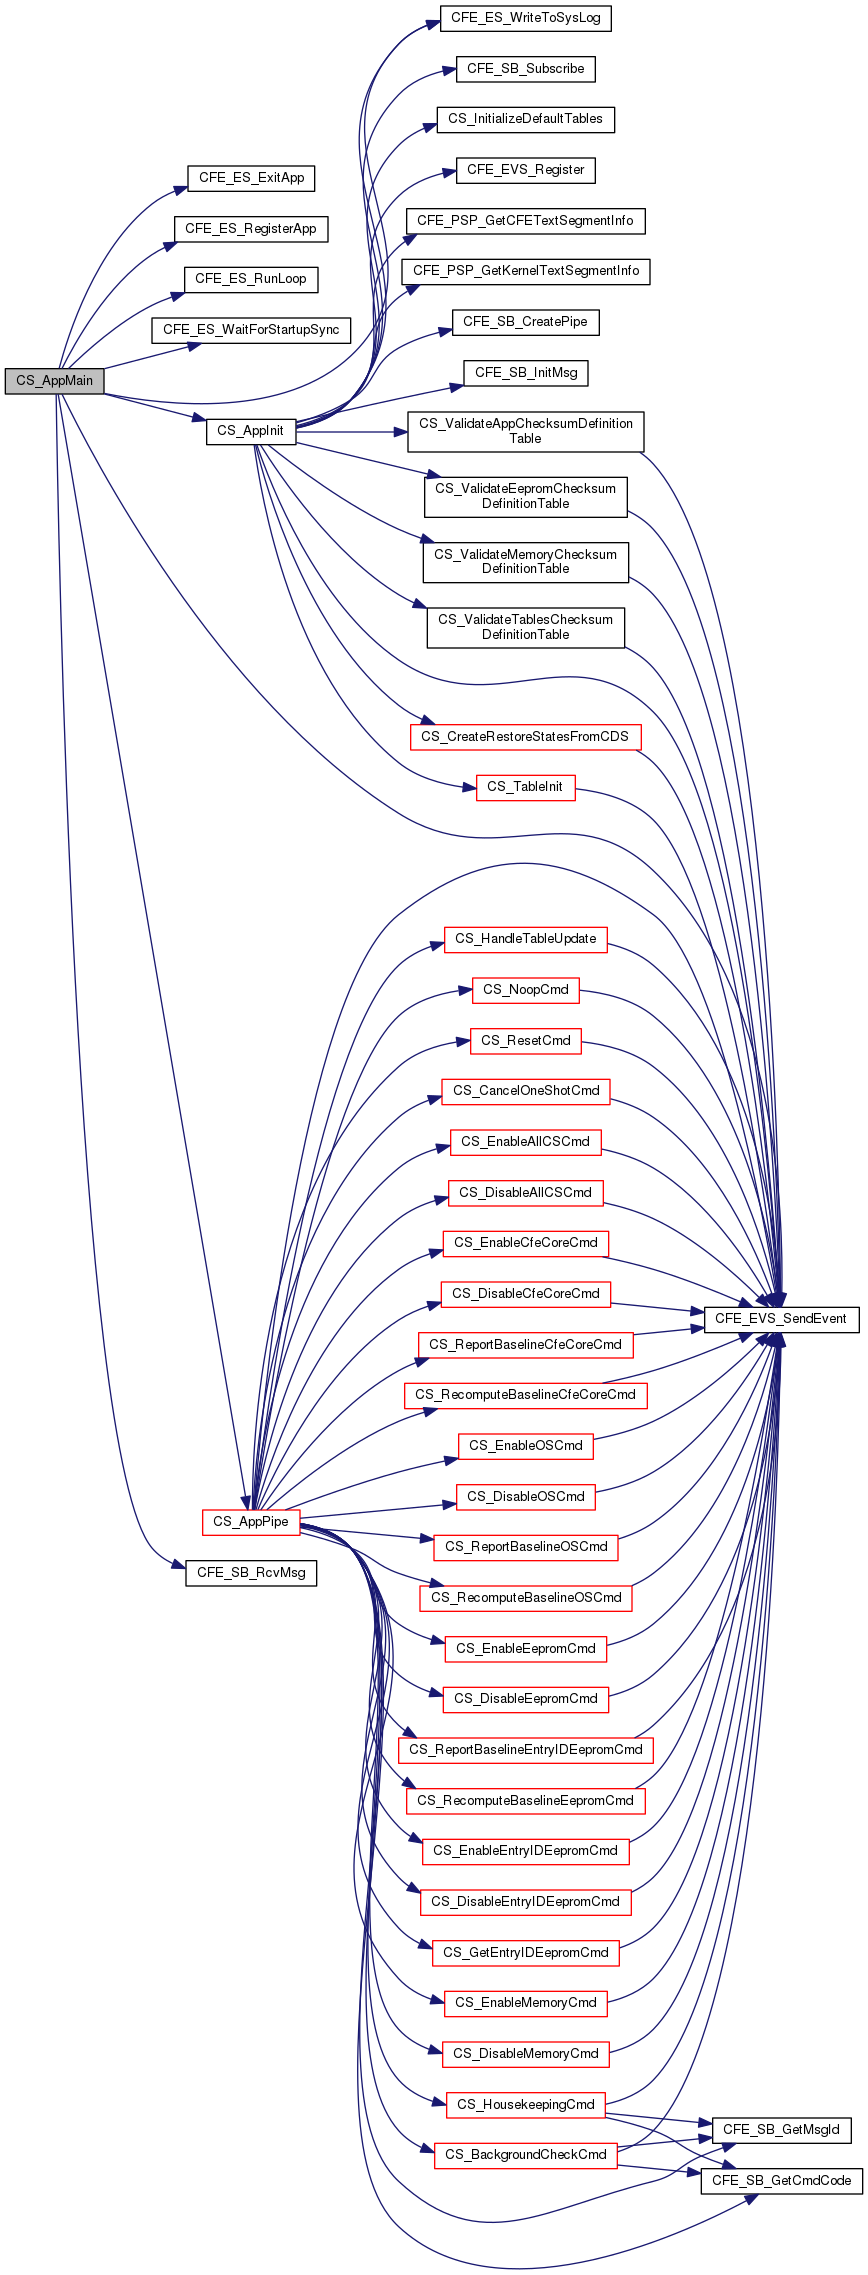 CFE_ES_WriteToSysLog
CFE_SB_Subscribe
CS_InitializeDefaultTables
CFE_EVS_Register
CFE_ES_ExitApp
CFE_PSP_GetCFETextSegmentInfo
CFE_ES_RegisterApp
CFE_PSP_GetKernelTextSegmentInfo
CFE_ES_RunLoop
CFE_SB_CreatePipe
CFE_ES_WaitForStartupSync
CFE_SB_InitMsg
CS_AppMain
CS_AppInit
CS_ValidateAppChecksumDefinition
Table
CS_ValidateEepromChecksum
DefinitionTable
CS_ValidateMemoryChecksum
DefinitionTable
CS_ValidateTablesChecksum
DefinitionTable
CS_CreateRestoreStatesFromCDS
CS_TableInit
CS_HandleTableUpdate
CS_NoopCmd
CS_ResetCmd
CS_CancelOneShotCmd
CS_EnableAllCSCmd
CS_DisableAllCSCmd
CS_EnableCfeCoreCmd
CS_DisableCfeCoreCmd
CFE_EVS_SendEvent
CS_ReportBaselineCfeCoreCmd
CS_RecomputeBaselineCfeCoreCmd
CS_EnableOSCmd
CS_DisableOSCmd
CS_AppPipe
CS_ReportBaselineOSCmd
CFE_SB_RcvMsg
CS_RecomputeBaselineOSCmd
CS_EnableEepromCmd
CS_DisableEepromCmd
CS_ReportBaselineEntryIDEepromCmd
CS_RecomputeBaselineEepromCmd
CS_EnableEntryIDEepromCmd
CS_DisableEntryIDEepromCmd
CS_GetEntryIDEepromCmd
CS_EnableMemoryCmd
CS_DisableMemoryCmd
CS_HousekeepingCmd
CFE_SB_GetMsgId
CS_BackgroundCheckCmd
CFE_SB_GetCmdCode